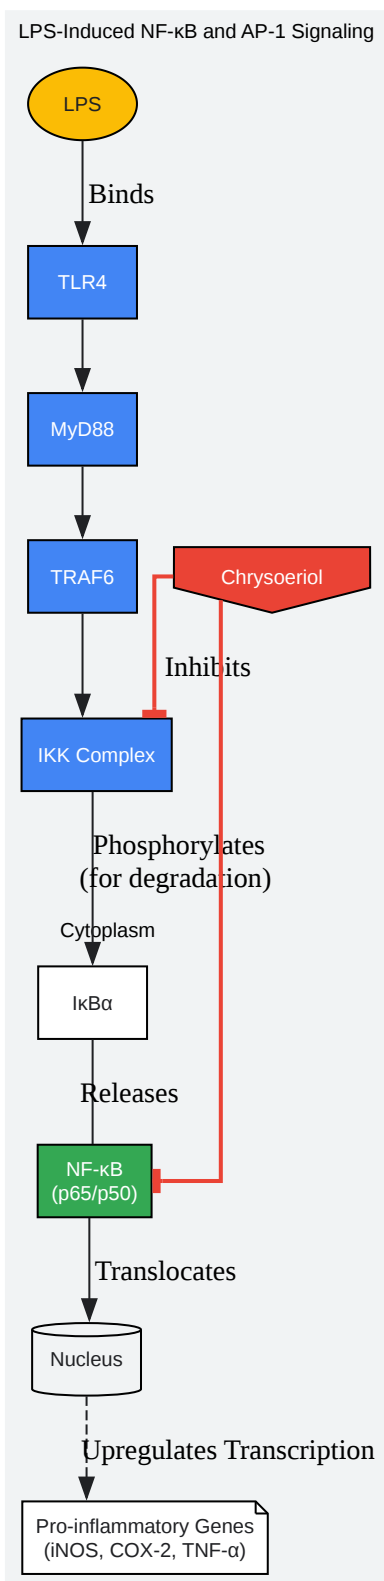 LPS-Induced NF-κB and AP-1 Signaling
LPS
Binds
TLR4
MyD88
TRAF6
Chrysoeriol
Inhibits
IKK Complex
Phosphorylates
(for degradation)
Cytoplasm
IκBα
Releases
NF-κB
(p65/p50)
Translocates
Nucleus
Upregulates Transcription
Pro-inflammatory Genes
(iNOS, COX-2, TNF-α)